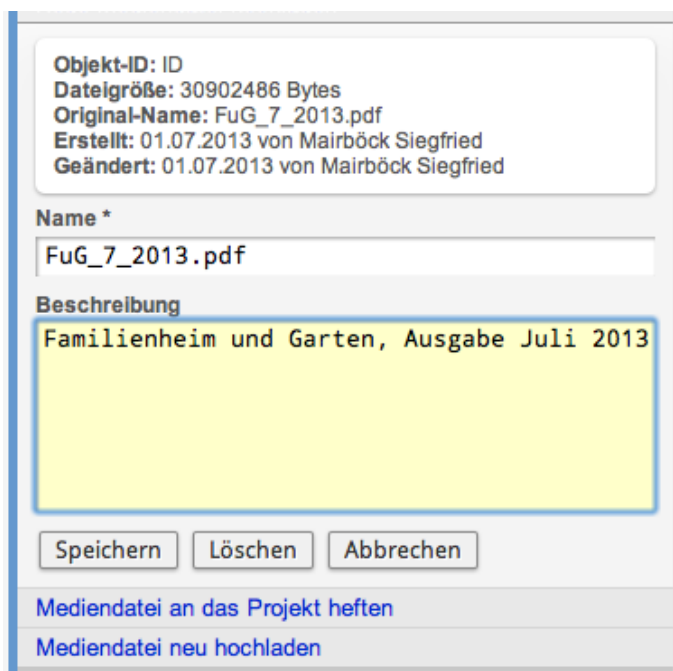 Objekt-ID: ID
Dateigröße: 30902486 Bytes
Original-Name: FuG_7_2013.pdf
Erstellt: 01.07.2013 von Mairböck Siegfried
Geändert: 01.07.2013 von Mairböck Siegfried
Name *
FuG_7_2013.pdf
Beschreibung
Familienheim und Garten, Ausgabe Juli 2013
Speichern Löschen Abbrechen
Mediendatei an das Projekt heften
Mediendatei neu hochladen